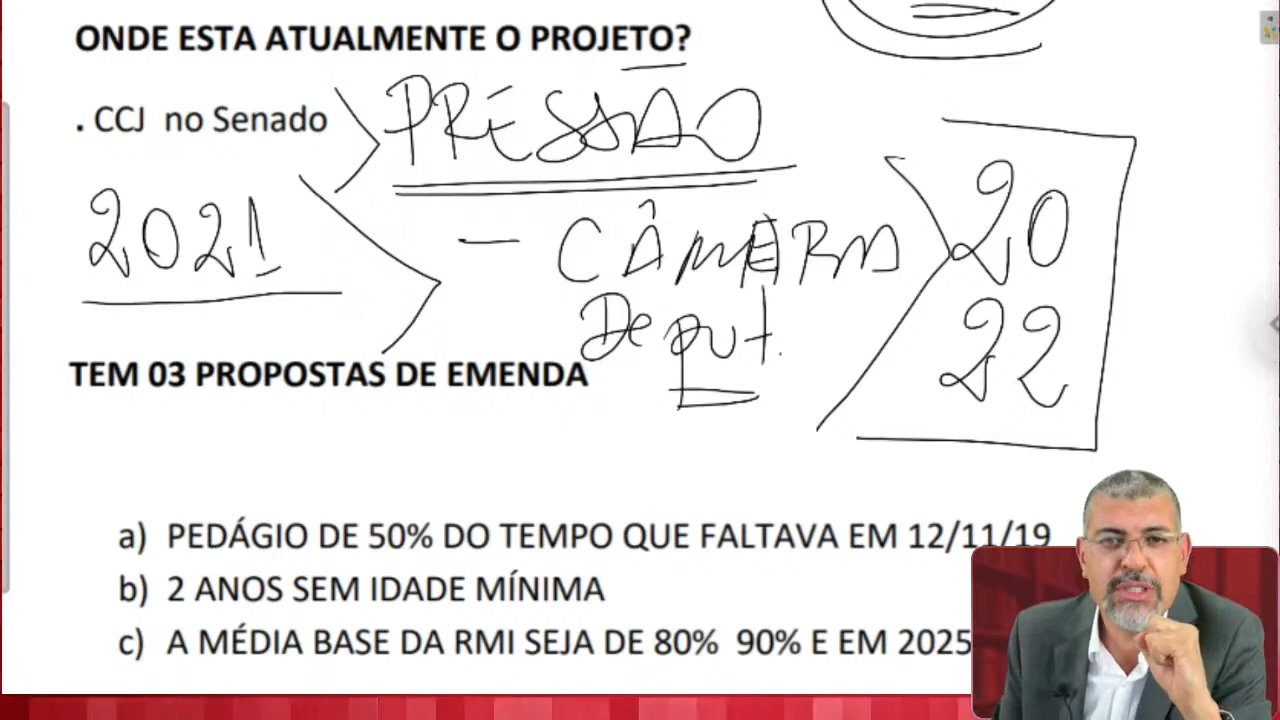 ONDE ESTA ATUALMENTE O PROJETO?
. CCJ no Senado
PRÉSSÃO
2021
— CÂMERA
Deput.
20
22
TEM 03 PROPOSTAS DE EMENDA
a) PEDÁGIO DE 50% DO TEMPO QUE FALTAVA EM 12/11/19
b) 2 ANOS SEM IDADE MÍNIMA
c) A MÉDIA BASE DA RMI SEJA DE 80% 90% E EM 2025